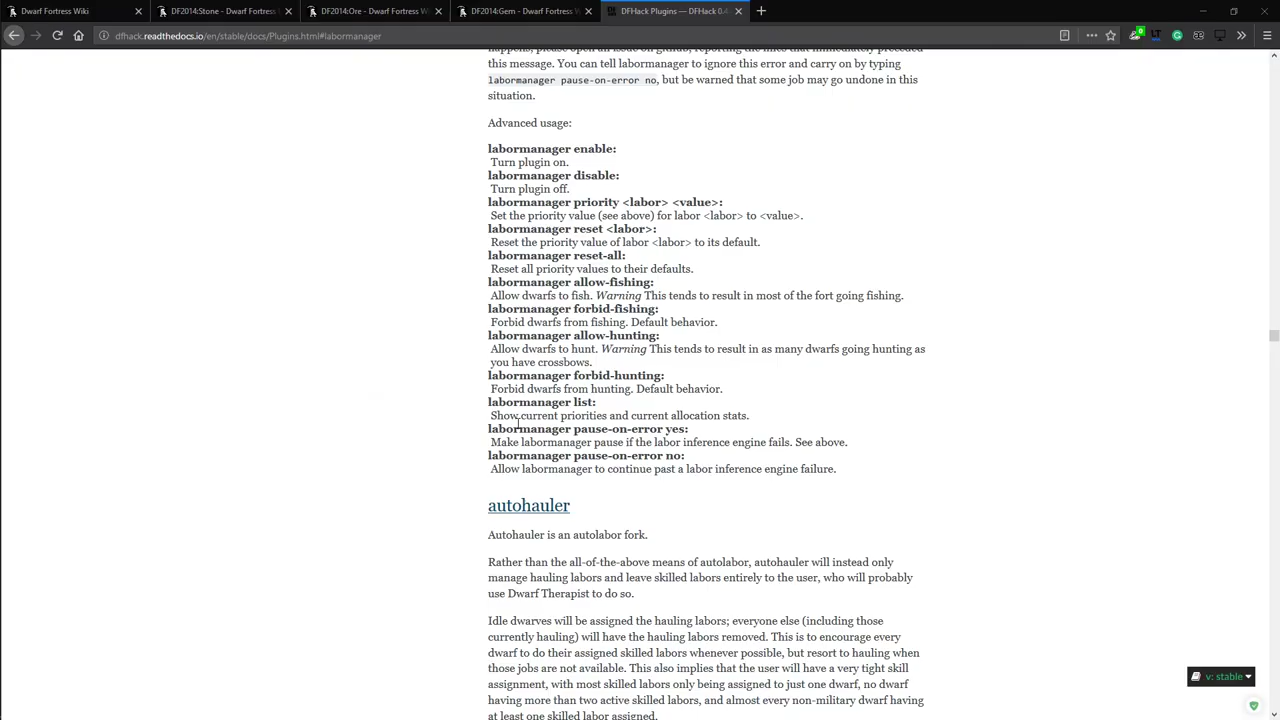 Dwarf Fortress Wiki
DF2014:Stone - Dwarf Fortress
DF2014:Ore - Dwarf Fortress W
DF2014:Gem - Dwarf Fortress W
DFHack Plugins — DFHack 0.4
dfhack.readthedocs.io/en/stable/docs/Plugins.html#labormanager
this message. You can tell labormanager to ignore this error and carry on by typing
labormanager pause-on-error no, but be warned that some job may go undone in this
situation.
Advanced usage:
labormanager enable:
Turn plugin on.
labormanager disable:
Turn plugin off.
labormanager priority <labor> <value>:
Set the priority value (see above) for labor <labor> to <value>.
labormanager reset <labor>:
Reset the priority value of labor <labor> to its default.
labormanager reset-all:
Reset all priority values to their defaults.
labormanager allow-fishing:
Allow dwarfs to fish. Warning This tends to result in most of the fort going fishing.
labormanager forbid-fishing:
Forbid dwarfs from fishing. Default behavior.
labormanager allow-hunting:
Allow dwarfs to hunt. Warning This tends to result in as many dwarfs going hunting as
you have crossbows.
labormanager forbid-hunting:
Forbid dwarfs from hunting. Default behavior.
labormanager list:
Show current priorities and current allocation stats.
labormanager pause-on-error yes:
Make labormanager pause if the labor inference engine fails. See above.
labormanager pause-on-error no:
Allow labormanager to continue past a labor inference engine failure.
autohauler
Autohauler is an autolabor fork.
Rather than the all-of-the-above means of autolabor, autohauler will instead only
manage hauling labors and leave skilled labors entirely to the user, who will probably
use Dwarf Therapist to do so.
Idle dwarves will be assigned the hauling labors; everyone else (including those
currently hauling) will have the hauling labors removed. This is to encourage every
dwarf to do their assigned skilled labors whenever possible, but resort to hauling when
those jobs are not available. This also implies that the user will have a very tight skill
assignment, with most skilled labors only being assigned to just one dwarf, no dwarf
having more than two active skilled labors, and almost every non-military dwarf having
at least one skilled labor assigned.
v: stable